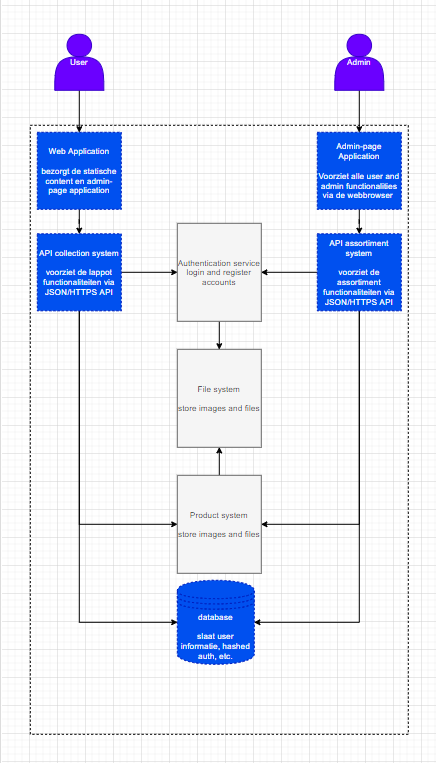 User
Admin
Web Application
bezorgt de statische
content en admin-
page application
Admin-page
Application
Voorziet alle user and
admin functionalities
via de webbrowser
API collection system
voorziet de lappot
functionaliteiten via
JSON/HTTPS API
Authentication service
login and register
accounts
API assortiment
system
voorziet de
assortiment
functionaliteiten via
JSON/HTTPS API
File system
store images and files
Product system
store images and files
database
slaat user
informatie, hashed
auth, etc.